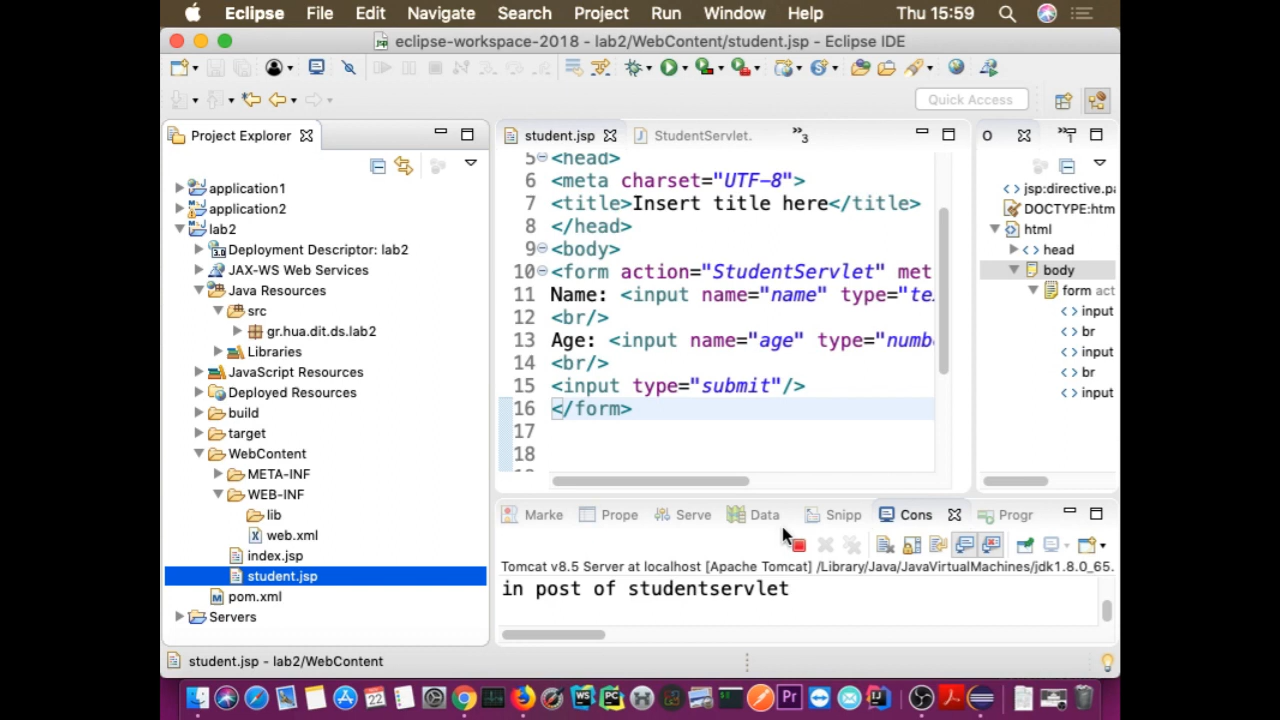 Eclipse File Edit Navigate Search Project Run Window Help Thu 15:59
eclipse-workspace-2018 - lab2/WebContent/student.jsp - Eclipse IDE
Quick Access
Project Explorer
student.jsp
StudentServlet.
»3
O
»1
application1
application2
lab2
Deployment Descriptor: lab2
JAX-WS Web Services
Java Resources
src
gr.hua.dit.ds.lab2
Libraries
JavaScript Resources
Deployed Resources
build
target
WebContent
META-INF
WEB-INF
lib
web.xml
index.jsp
student.jsp
pom.xml
Servers
5 <head>
6 <meta charset="UTF-8">
7 <title>Insert title here</title>
8 </head>
9 <body>
10 <form action="StudentServlet" met
11 Name: <input name="name" type="te
12 <br/>
13 Age: <input name="age" type="numb
14 <br/>
15 <input type="submit"/>
16 </form>
17
18
jsp:directive.pa
DOCTYPE:htm
html
head
body
form act
input
br
input
br
input
Marke Prope Serve Data Snipp Cons Progr
Tomcat v8.5 Server at localhost [Apache Tomcat] /Library/Java/JavaVirtualMachines/jdk1.8.0_65.
in post of studentservlet
student.jsp - lab2/WebContent